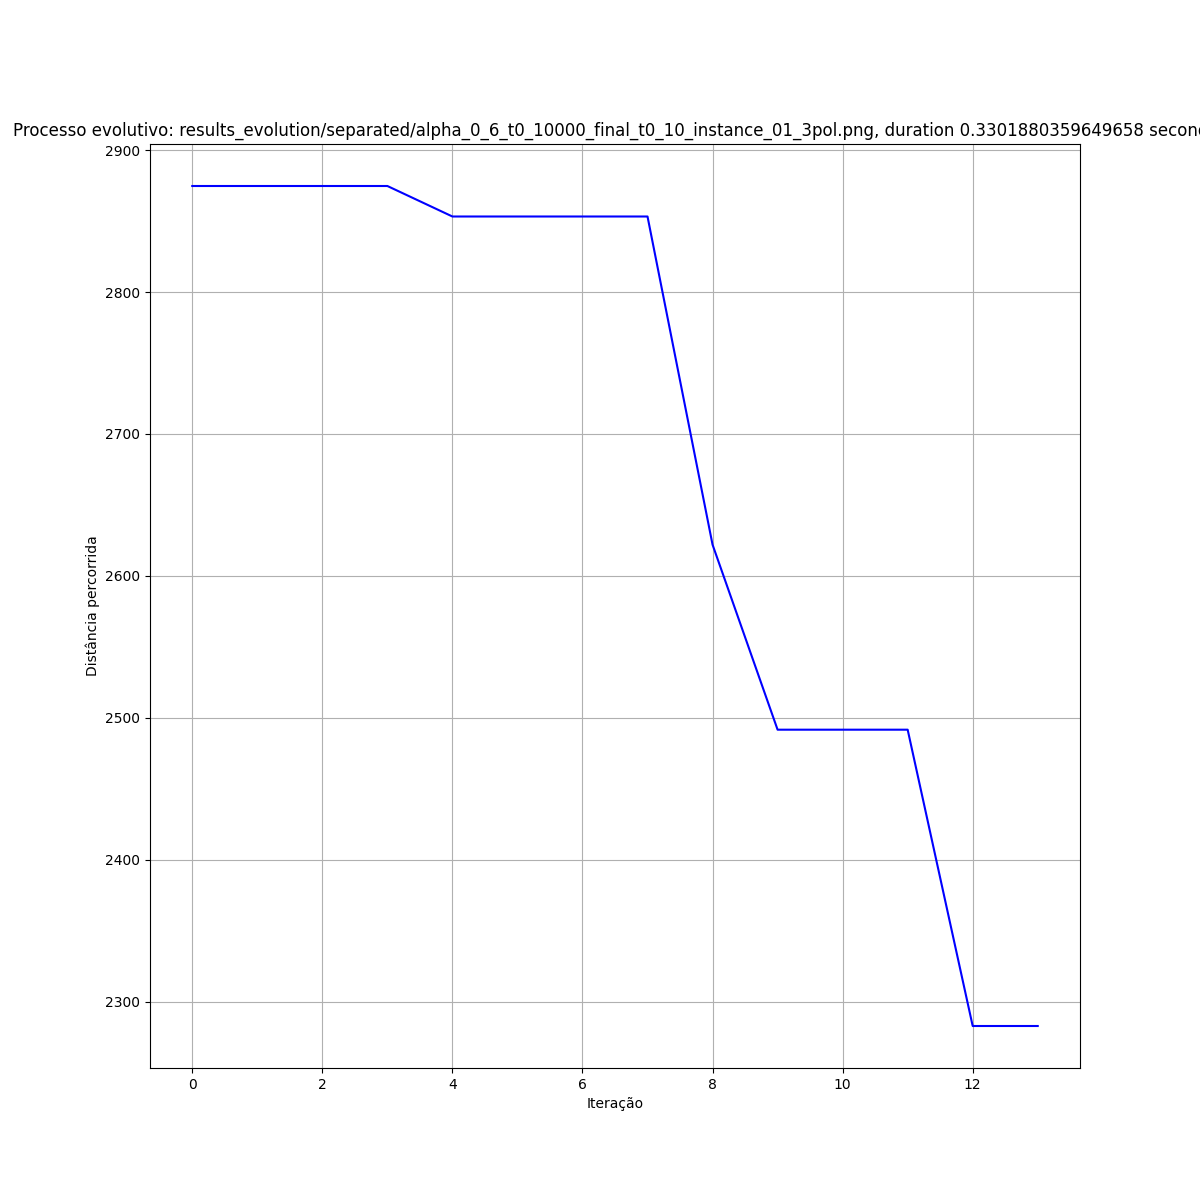 Processo evolutivo: results_evolution/separated/alpha_0_6_t0_10000_final_t0_10_instance_01_3pol.png, duration 0.3301880359649658 secon
2900
2800
2700
2600
2500
2400
2300
Distância percorrida
0 2 4 6 8 10 12
Iteração